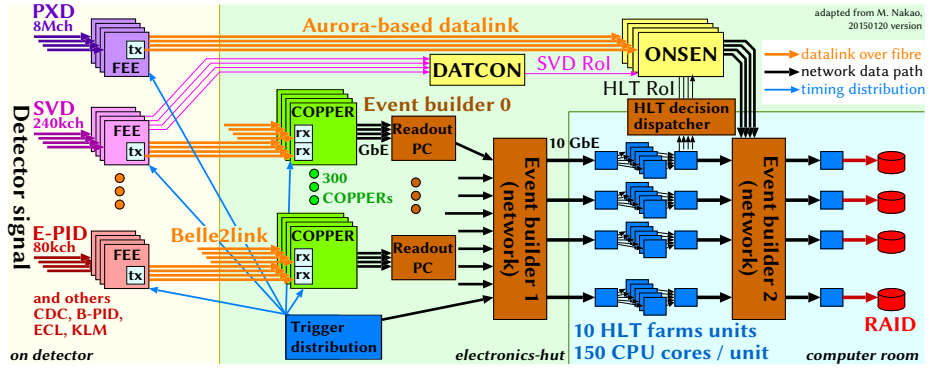 PXD
8Mch
FEE
tx
Aurora-based datalink
ONSEN
adapted from M. Nakao,
20150120 version
datalink over fibre
network data path
timing distribution
DATCON
SVD RoI
HLT RoI
HLT decision
dispatcher
Detector signal
SVD
240kch
FEE
tx
COPPER
rx
rx
Event builder 0
GbE
Readout
PC
300
COPPERs
10 GbE
Event builder 1
(network)
Event builder 2
(network)
E-PID
80kch
FEE
tx
Belle2link
COPPER
rx
rx
Readout
PC
and others
CDC, B-PID,
ECL, KLM
Trigger
distribution
10 HLT farms units
150 CPU cores / unit
RAID
on detector
electronics-hut
computer room